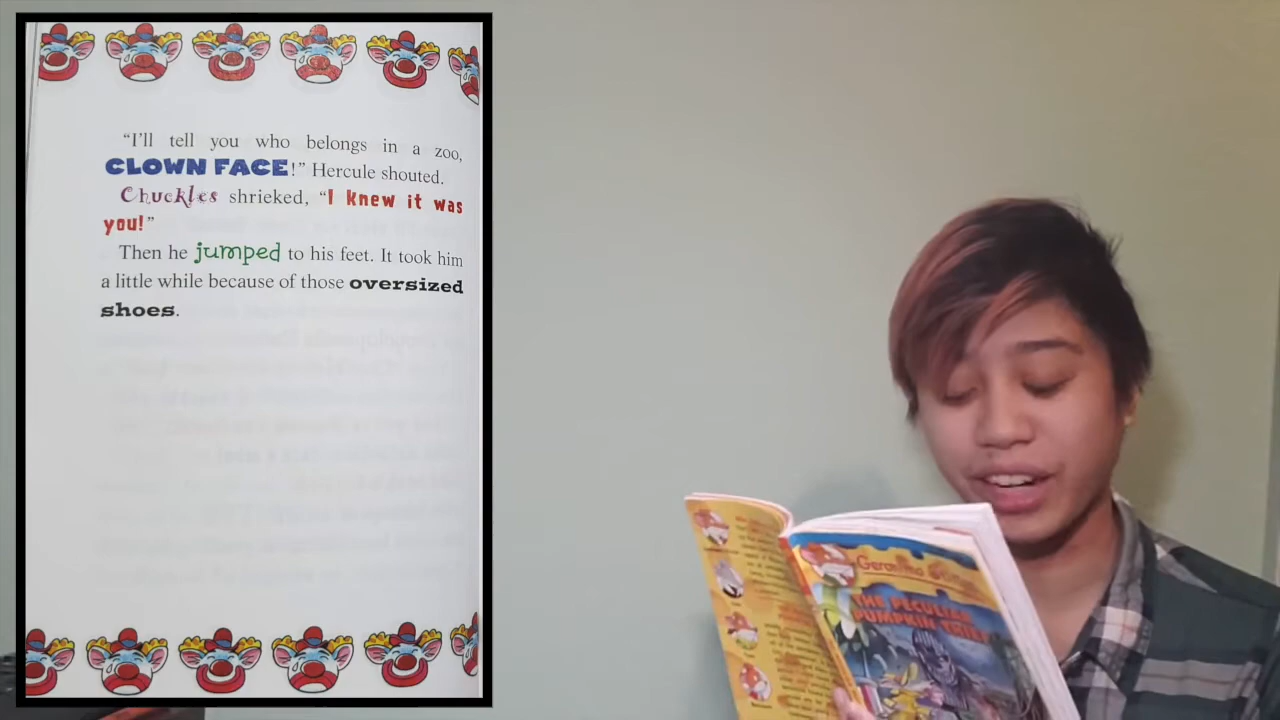 “I'll tell you who belongs in a zoo,
CLOWN FACE!” Hercule shouted.
Chuckles shrieked, “I knew it was
you!”
Then he jumped to his feet. It took him
a little while because of those oversized
shoes.
Geronimo Stilton
THE PECULIAR
PUMPKIN THIEF